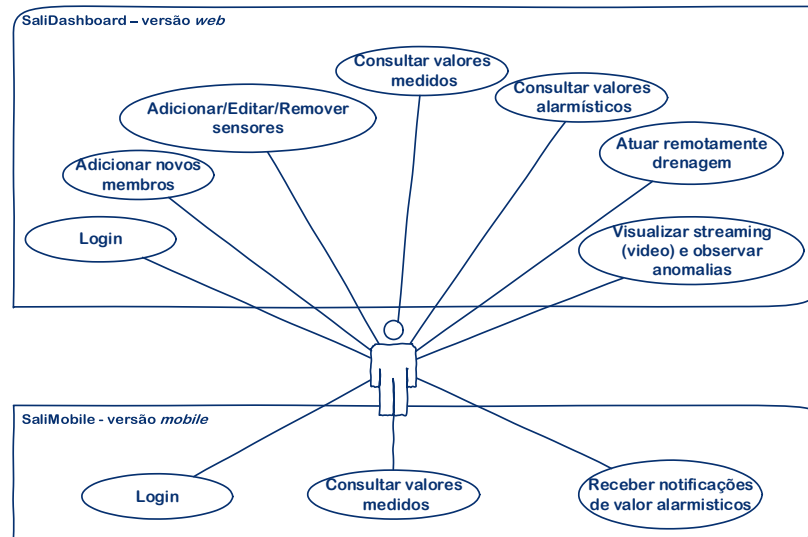 SaliDashboard – versão web
Consultar valores
medidos
Consultar valores
alarmísticos
Adicionar/Editar/Remover
sensores
Atuar remotamente
drenagem
Adicionar novos
membros
Login
Visualizar streaming
(video) e observar
anomalias
SaliMobile - versão mobile
Login
Consultar valores
medidos
Receber notificações
de valor alarmisticos